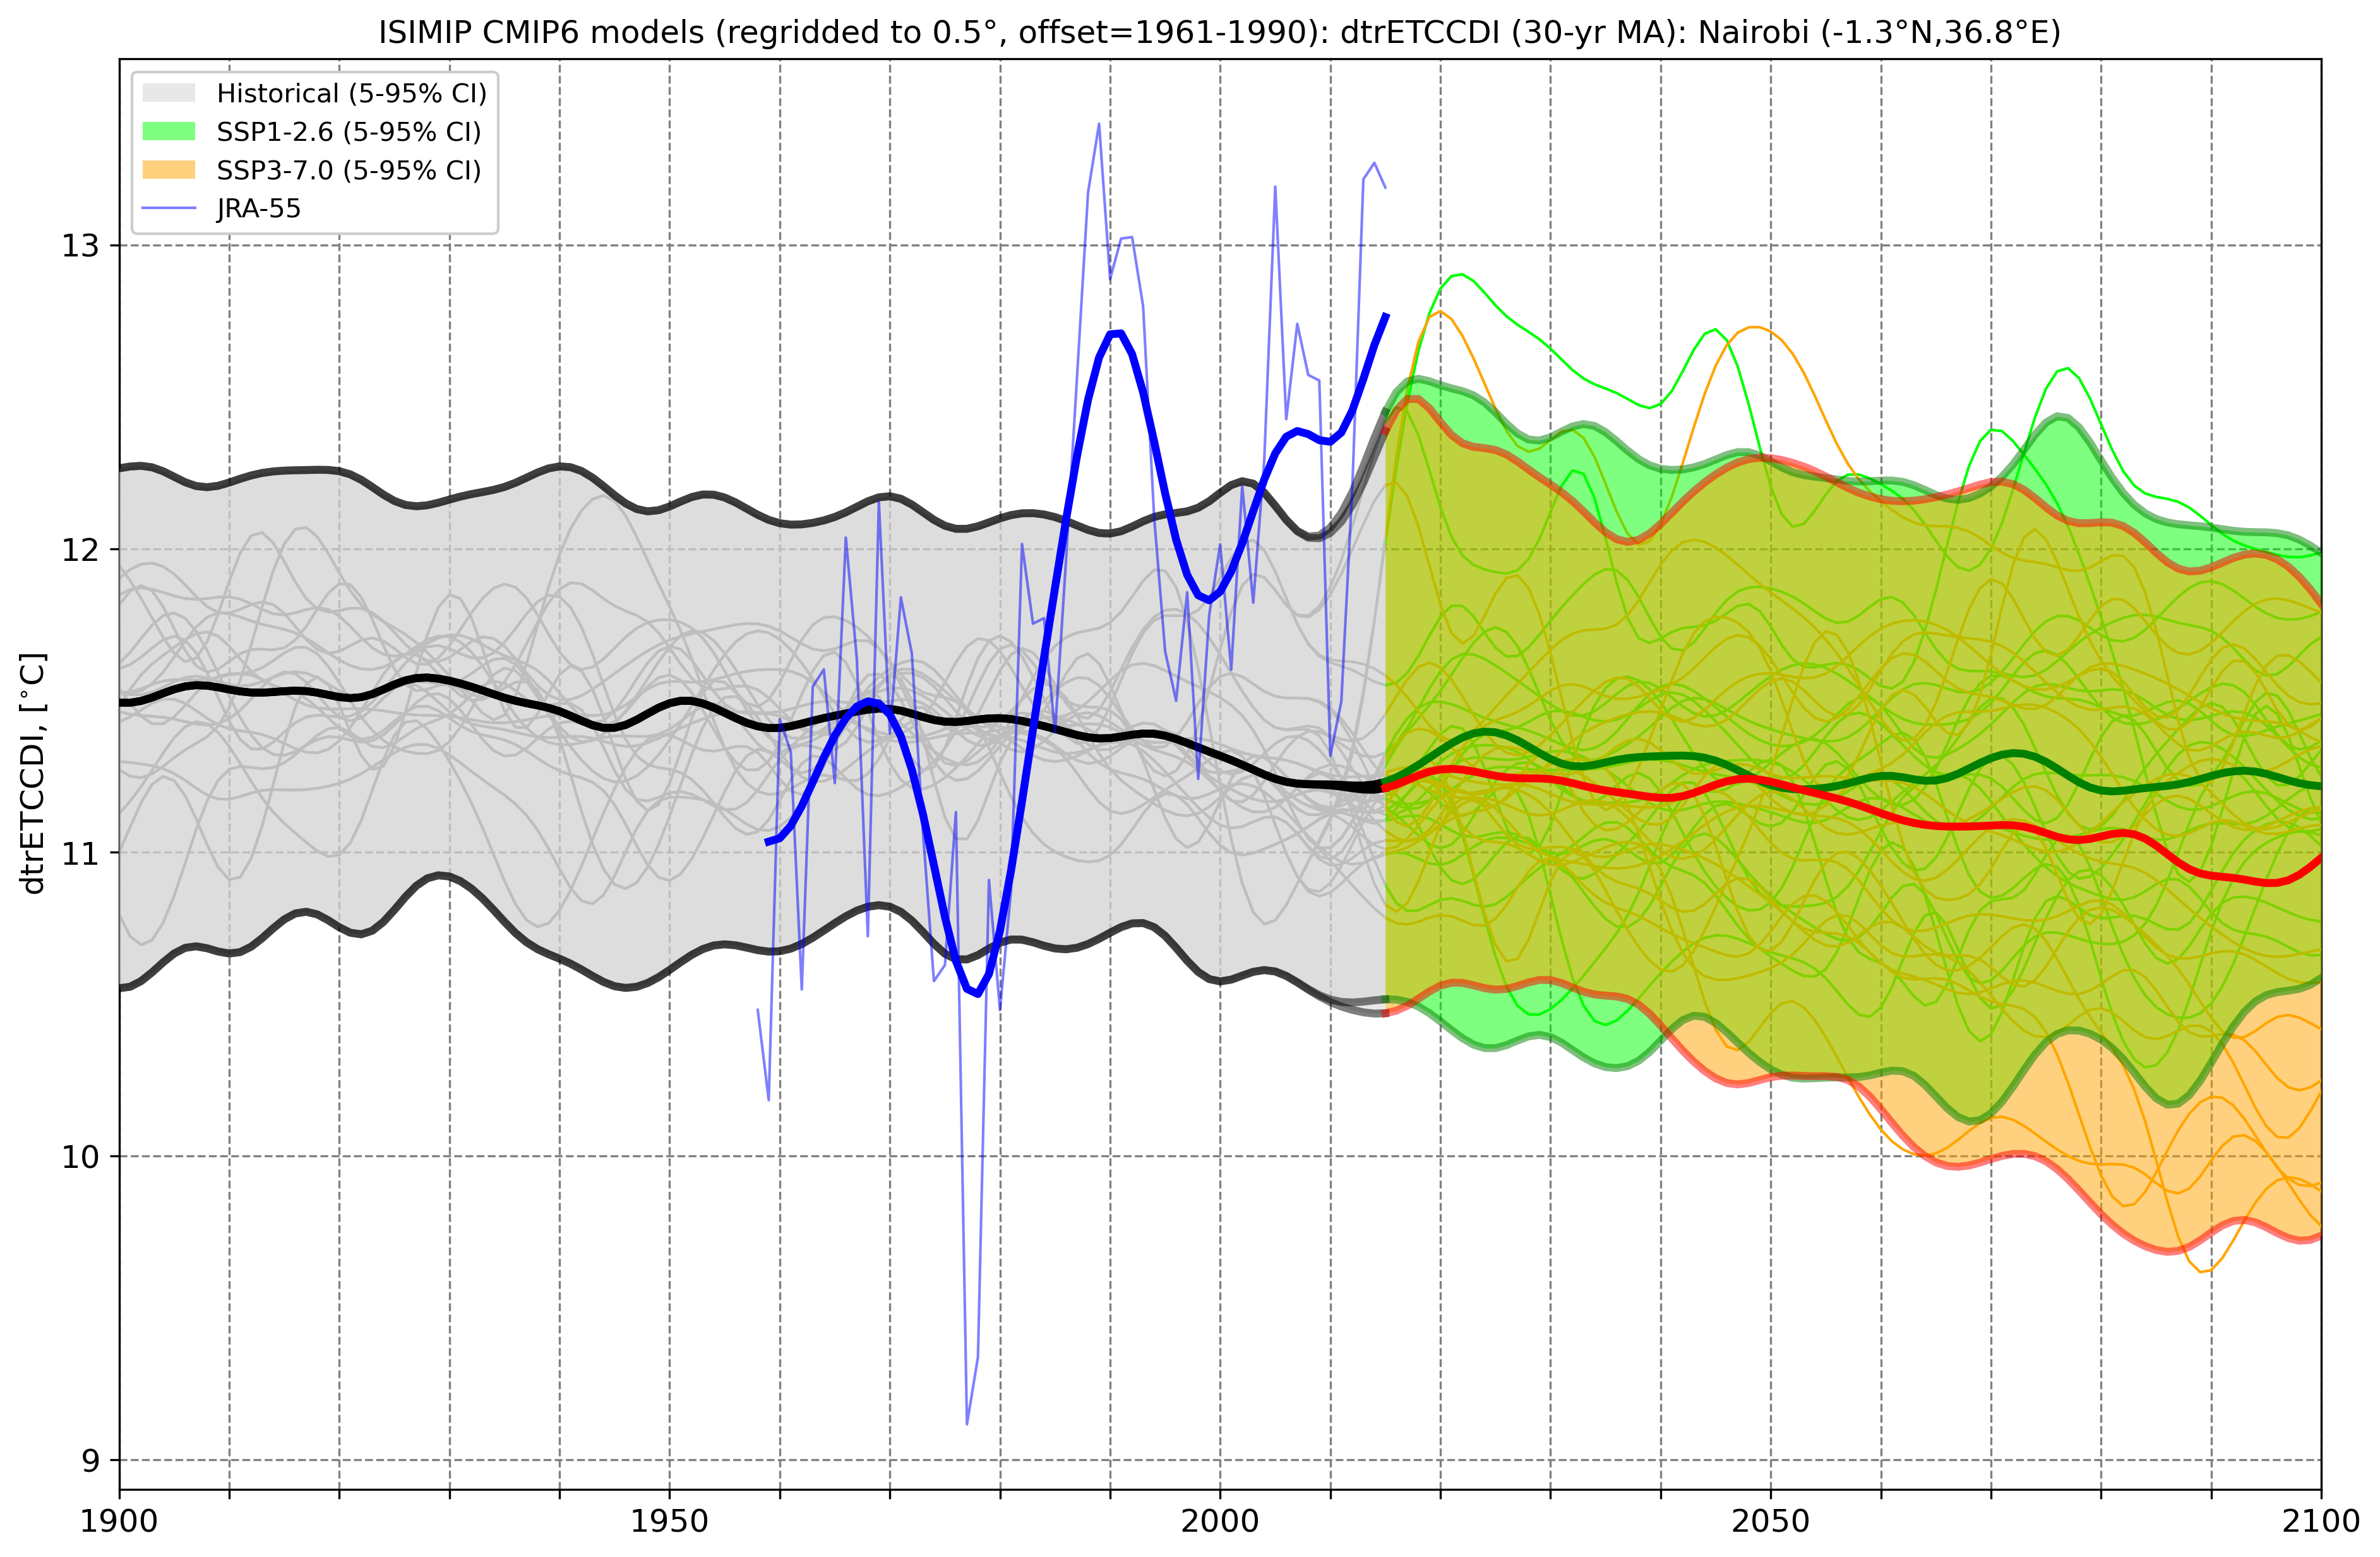 ISIMIP CMIP6 models (regridded to 0.5°, offset=1961-1990): dtrETCCDI (30-yr MA): Nairobi (-1.3°N,36.8°E)
Historical (5-95% CI)
SSP1-2.6 (5-95% CI)
SSP3-7.0 (5-95% CI)
JRA-55
dtrETCCDI, [°C]
13
12
11
10
9
1900
1950
2000
2050
2100